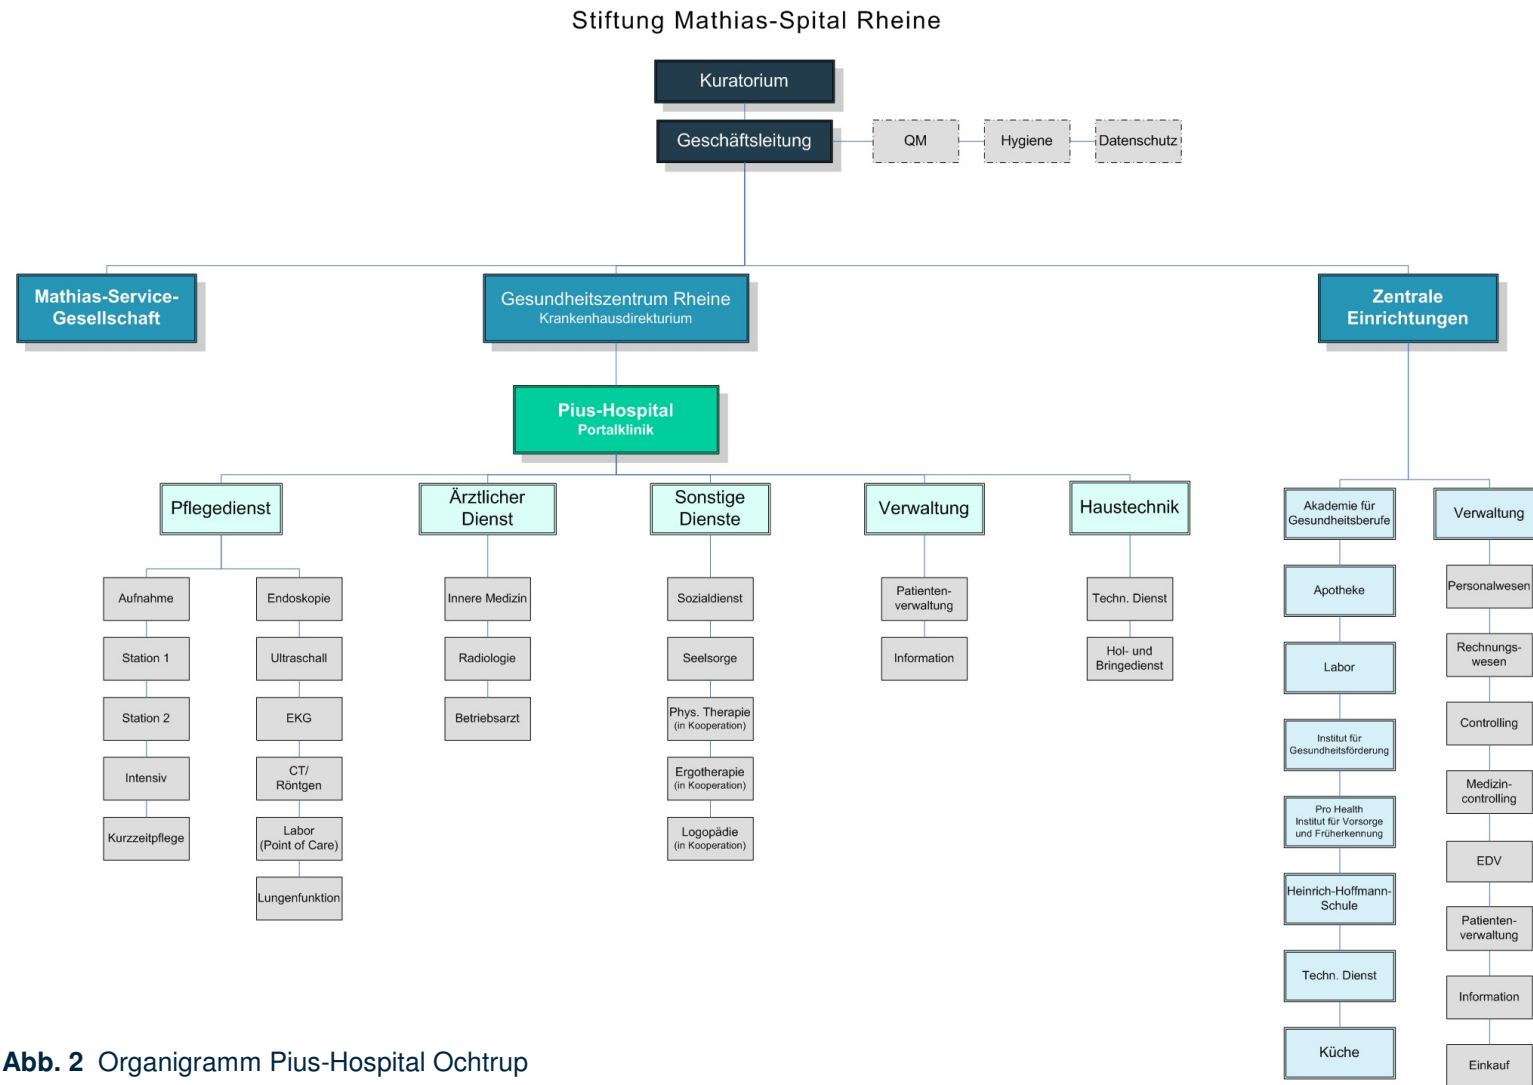 Stiftung Mathias-Spital Rheine
Kuratorium
Geschäftsleitung
QM
Hygiene
Datenschutz
Mathias-Service-
Gesellschaft
Gesundheitszentrum Rheine
Krankenhausdirekturium
Zentrale
Einrichtungen
Pius-Hospital
Portalklinik
Pflegedienst
Aufnahme
Station 1
Station 2
Intensiv
Kurzzeitpflege
Endoskopie
Ultraschall
EKG
CT/
Röntgen
Labor
(Point of Care)
Lungenfunktion
Ärztlicher
Dienst
Innere Medizin
Radiologie
Betriebsarzt
Sonstige
Dienste
Sozialdienst
Seelsorge
Phys. Therapie
(in Kooperation)
Ergotherapie
(in Kooperation)
Logopädie
(in Kooperation)
Verwaltung
Patienten-
verwaltung
Information
Haustechnik
Techn. Dienst
Hol- und
Bringedienst
Akademie für
Gesundheitsberufe
Apotheke
Labor
Institut für
Gesundheitsförderung
Pro Health
Institut für Vorsorge
und Früherkennung
Heinrich-Hoffmann-
Schule
Techn. Dienst
Küche
Verwaltung
Personalwesen
Rechnungs-
wesen
Controlling
Medizin-
controlling
EDV
Patienten-
verwaltung
Information
Einkauf
Abb. 2 Organigramm Pius-Hospital Ochtrup